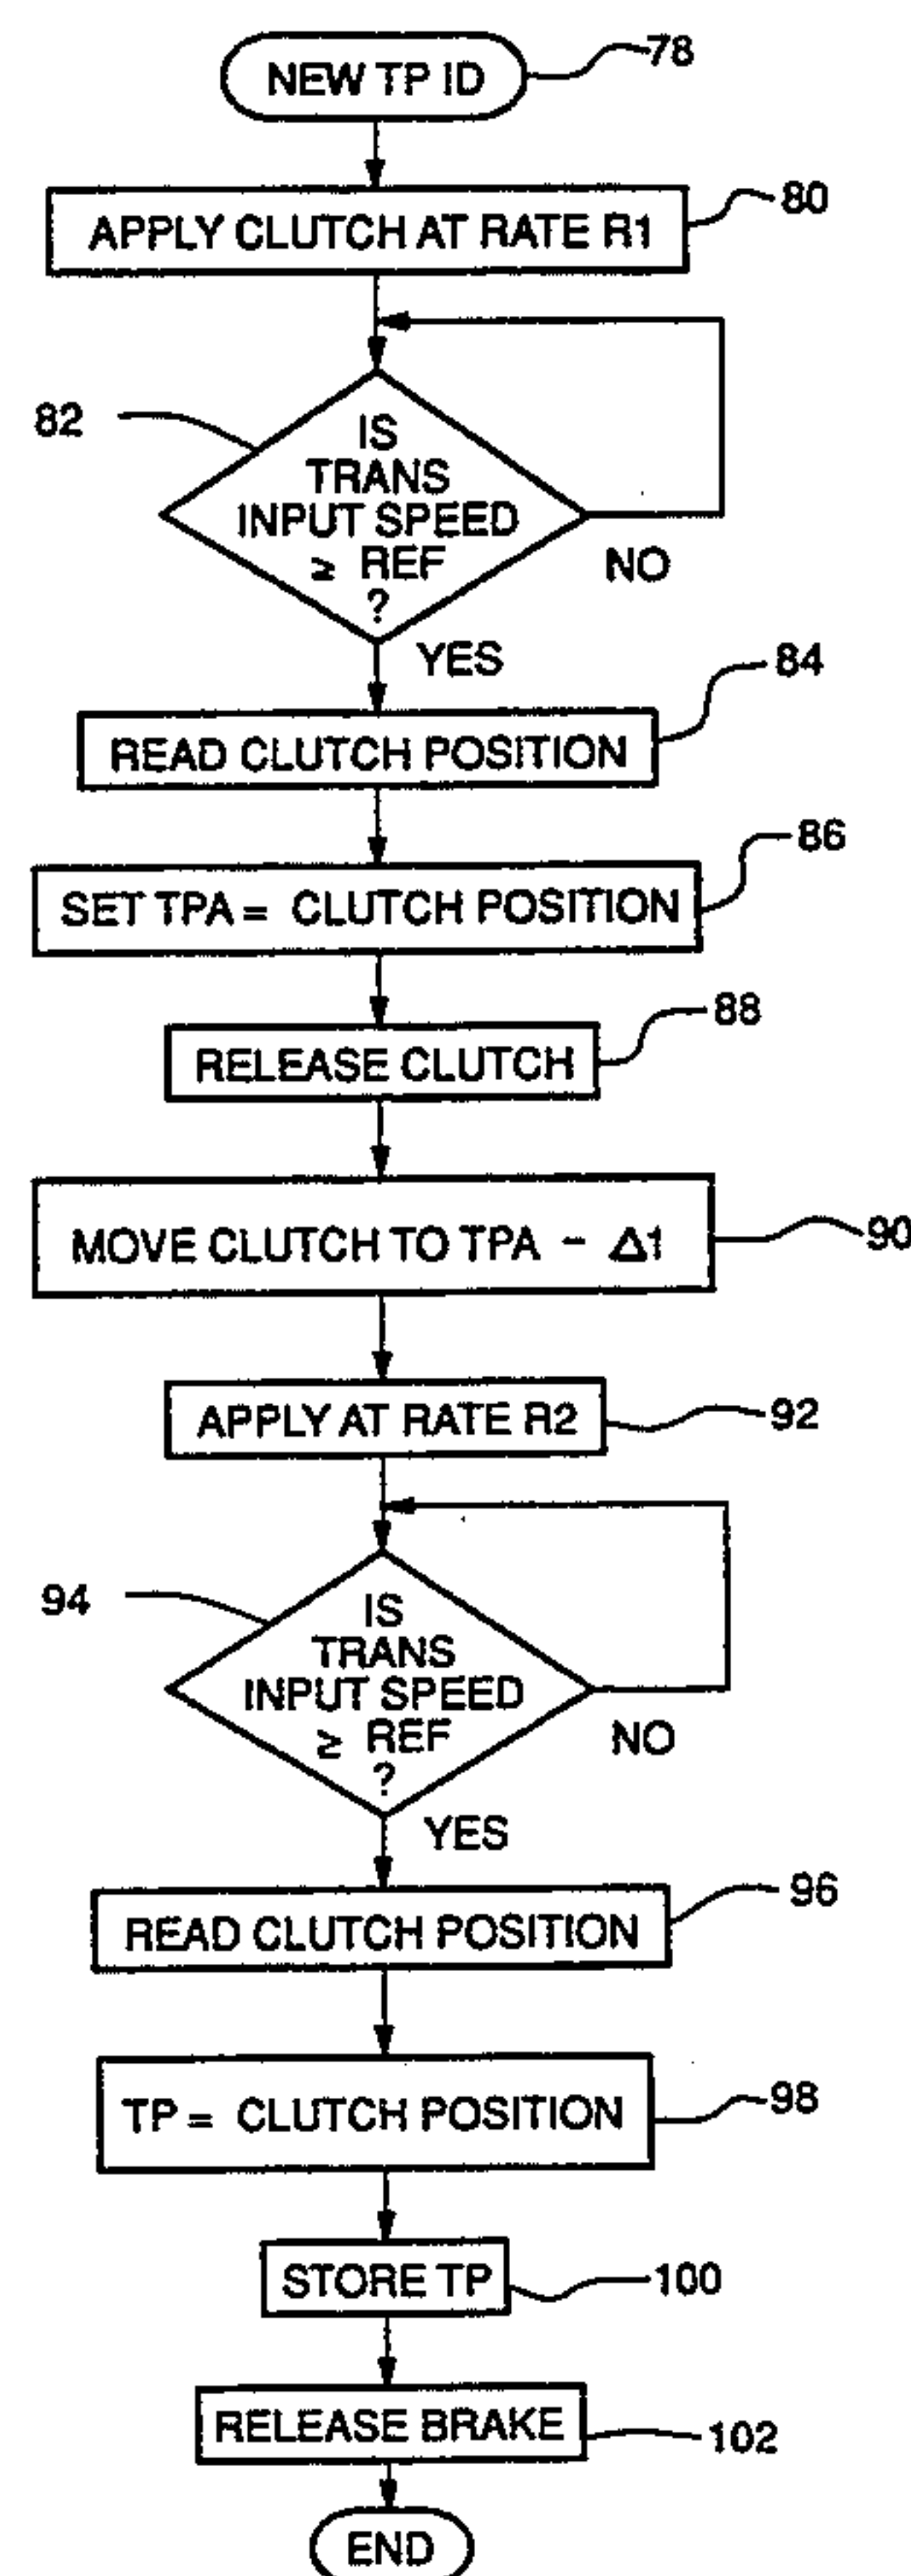 NEW TP ID
78
APPLY CLUTCH AT RATE R1
80
82
IS
TRANS
INPUT SPEED
≥ REF
?
NO
YES
READ CLUTCH POSITION
84
SET TPA = CLUTCH POSITION
86
RELEASE CLUTCH
88
MOVE CLUTCH TO TPA - Δ1
90
APPLY AT RATE R2
92
94
IS
TRANS
INPUT SPEED
≥ REF
?
NO
YES
READ CLUTCH POSITION
96
TP = CLUTCH POSITION
98
STORE TP
100
RELEASE BRAKE
102
END